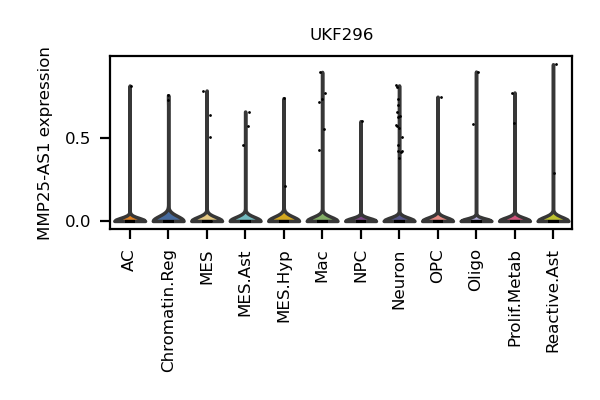 UKF296
MMP25-AS1 expression
0.5
0.0
AC
Chromatin.Reg
MES
MES.Ast
MES.Hyp
Mac
NPC
Neuron
OPC
Oligo
Prolif.Metab
Reactive.Ast